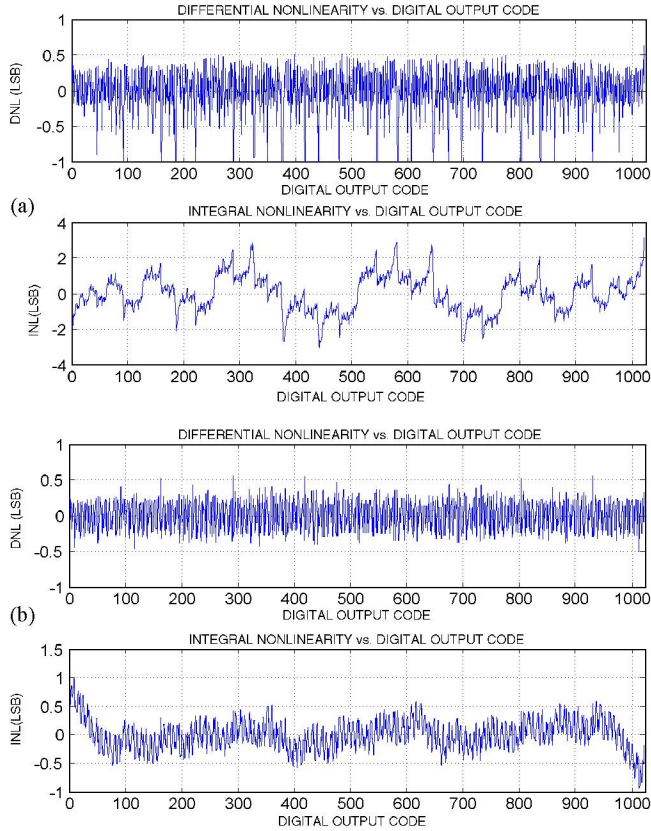 DIFFERENTIAL NONLINEARITY vs. DIGITAL OUTPUT CODE
1
0.5
0
-0.5
-1
DNL (LSB)
0 100 200 300 400 500 600 700 800 900 1000
DIGITAL OUTPUT CODE
(a)
INTEGRAL NONLINEARITY vs. DIGITAL OUTPUT CODE
4
2
0
-2
-4
INL(LSB)
0 100 200 300 400 500 600 700 800 900 1000
DIGITAL OUTPUT CODE
DIFFERENTIAL NONLINEARITY vs. DIGITAL OUTPUT CODE
1
0.5
0
-0.5
-1
DNL (LSB)
0 100 200 300 400 500 600 700 800 900 1000
DIGITAL OUTPUT CODE
(b)
INTEGRAL NONLINEARITY vs. DIGITAL OUTPUT CODE
1.5
1
0.5
0
-0.5
-1
INL(LSB)
0 100 200 300 400 500 600 700 800 900 1000
DIGITAL OUTPUT CODE